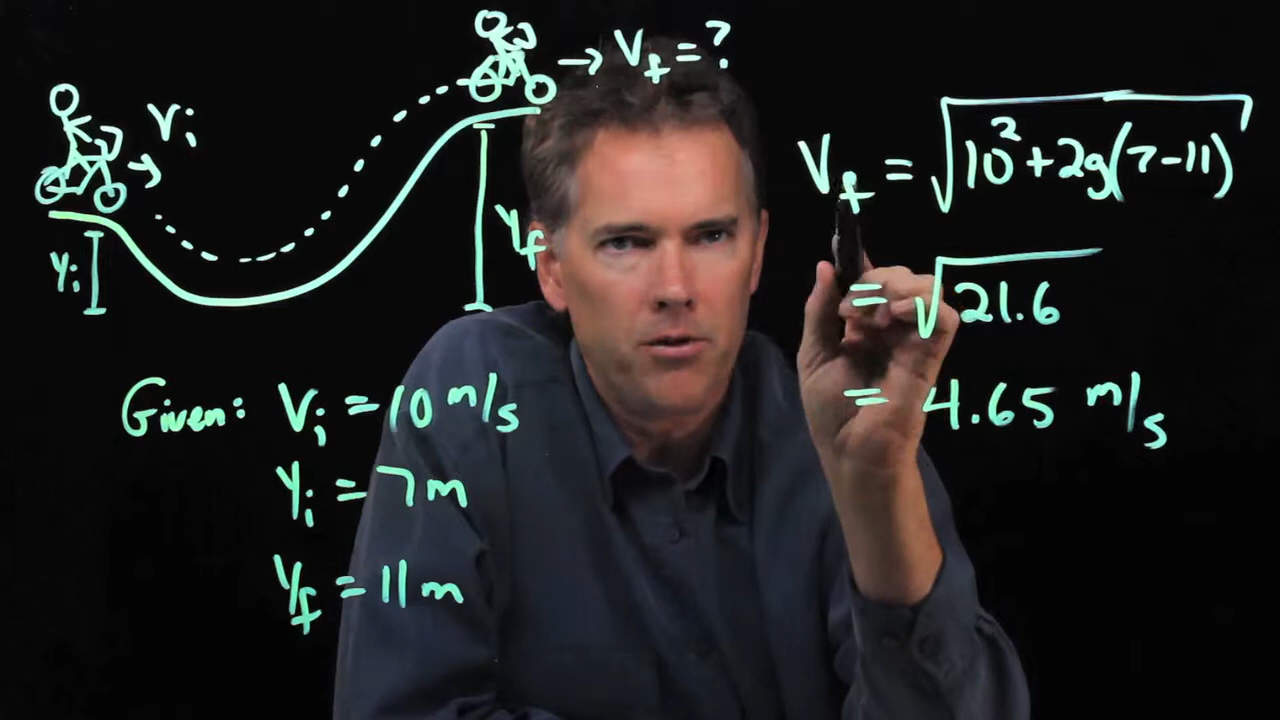 → Vf = ?
→ Vi
yi
yf
Given: Vi = 10 m/s
yi = 7 m
yf = 11 m
Vf = √(10² + 2g(7 - 11))
= √21.6
= 4.65 m/s